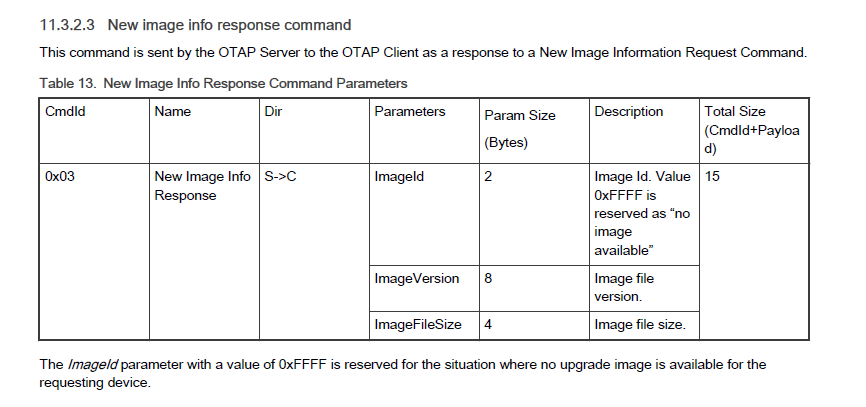 11.3.2.3 New image info response command
This command is sent by the OTAP Server to the OTAP Client as a response to a New Image Information Request Command.
Table 13. New Image Info Response Command Parameters
CmdId Name Dir Parameters Param Size Description Total Size
(Bytes) (CmdId+Payloa
d)
0x03 New Image Info S->C ImageId 2 Image Id. Value 15
Response 0xFFFF is
reserved as “no
image
available”
ImageVersion 8 Image file
version.
ImageFileSize 4 Image file size.
The ImageId parameter with a value of 0xFFFF is reserved for the situation where no upgrade image is available for the
requesting device.